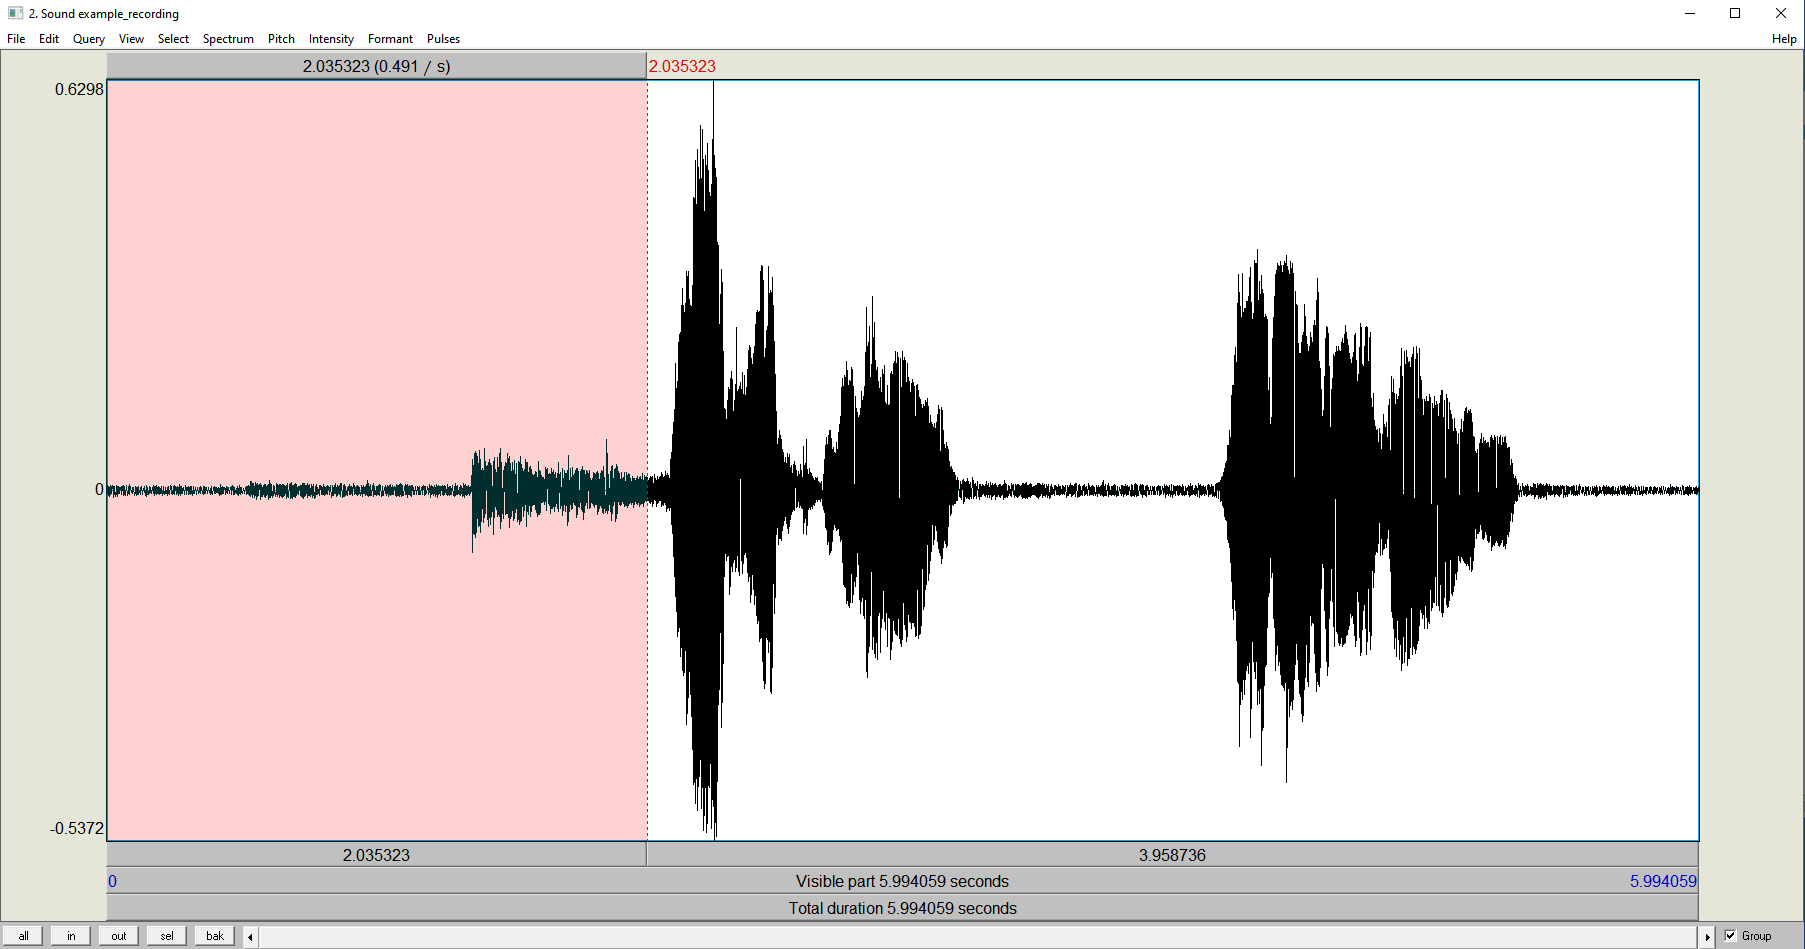 2. Sound example_recording
File Edit Query View Select Spectrum Pitch Intensity Formant Pulses Help
2.035323 (0.491 / s) 2.035323
0.6298
0
-0.5372
2.035323 3.958736
0 Visible part 5.994059 seconds 5.994059
Total duration 5.994059 seconds
all in out sel bak Group